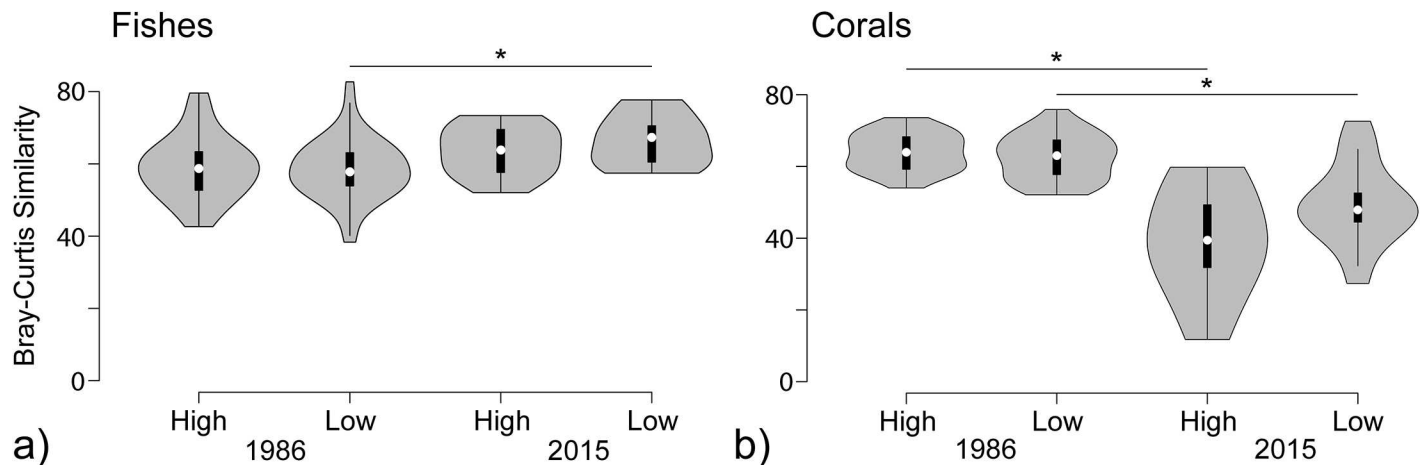 Fishes
Corals
*
*
*
Bray-Curtis Similarity
80
40
0
High
Low
High
Low
1986
2015
a)
80
40
0
High
Low
High
Low
1986
2015
b)